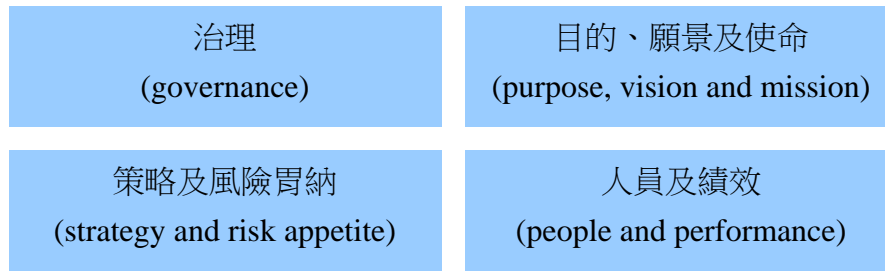 治理
(governance)
目的、願景及使命
(purpose, vision and mission)
策略及風險胃納
(strategy and risk appetite)
人員及績效
(people and performance)